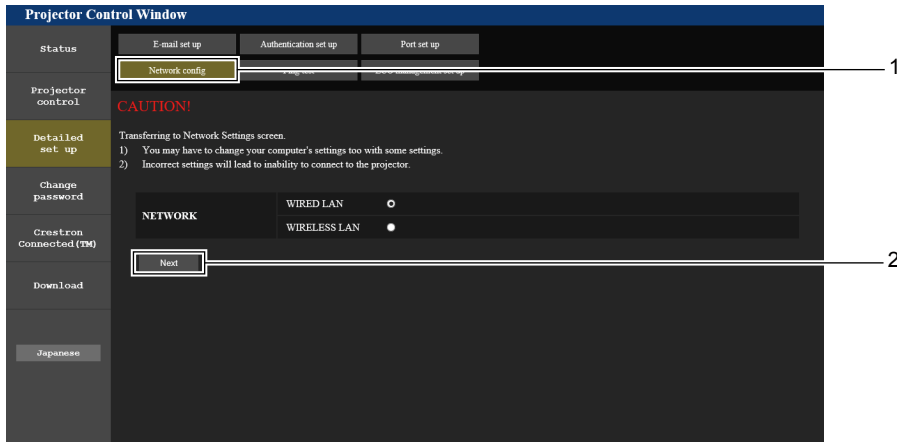 Projector Control Window
Status
Projector
control
Detailed
set up
Change
password
Crestron
Connected(TM)
Download
Japanese
E-mail set up
Authentication set up
Port set up
Network config
Ping test
1
CAUTION!
Transferring to Network Settings screen.
1) You may have to change your computer's settings too with some settings.
2) Incorrect settings will lead to inability to connect to the projector.
NETWORK
WIRED LAN
WIRELESS LAN
Next
2